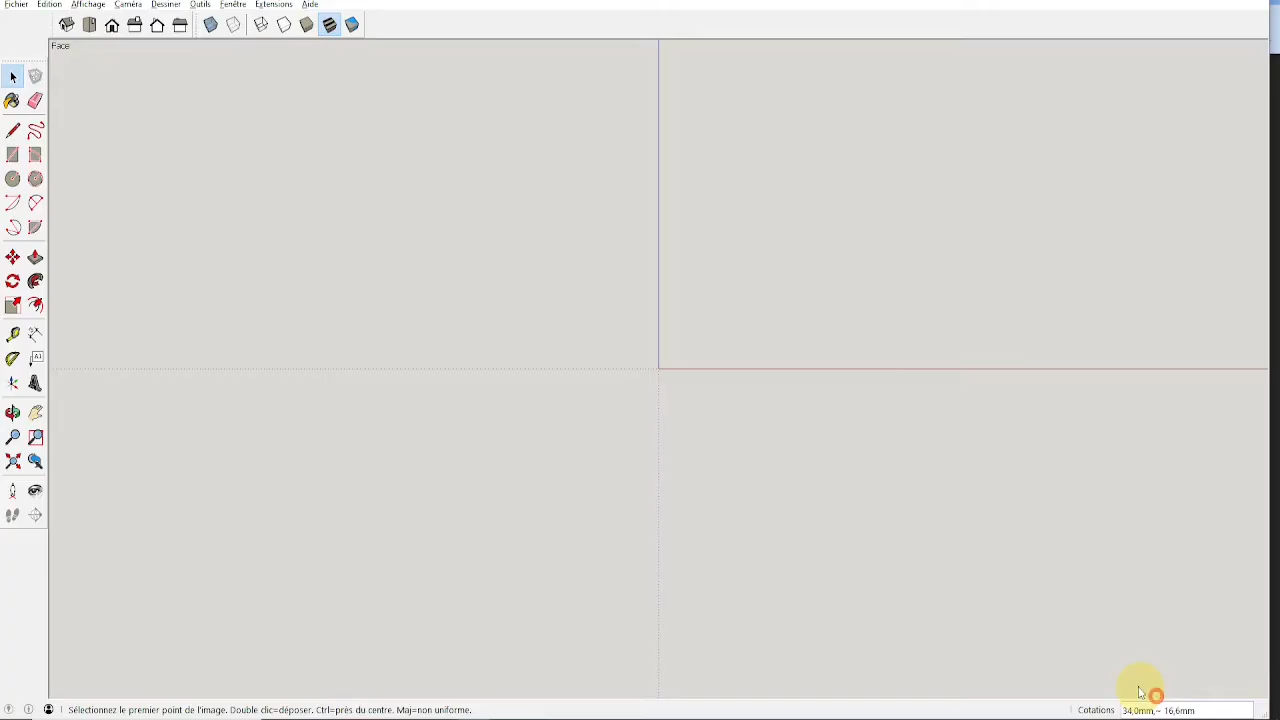 Fichier Edition Affichage Caméra Dessiner Outils Fenêtre Extensions Aide
Face
A1
Sélectionnez le premier point de l'image. Double clic=déposer. Ctrl=près du centre. Maj=non uniforme.
Cotations 34,0mm,~ 16,6mm